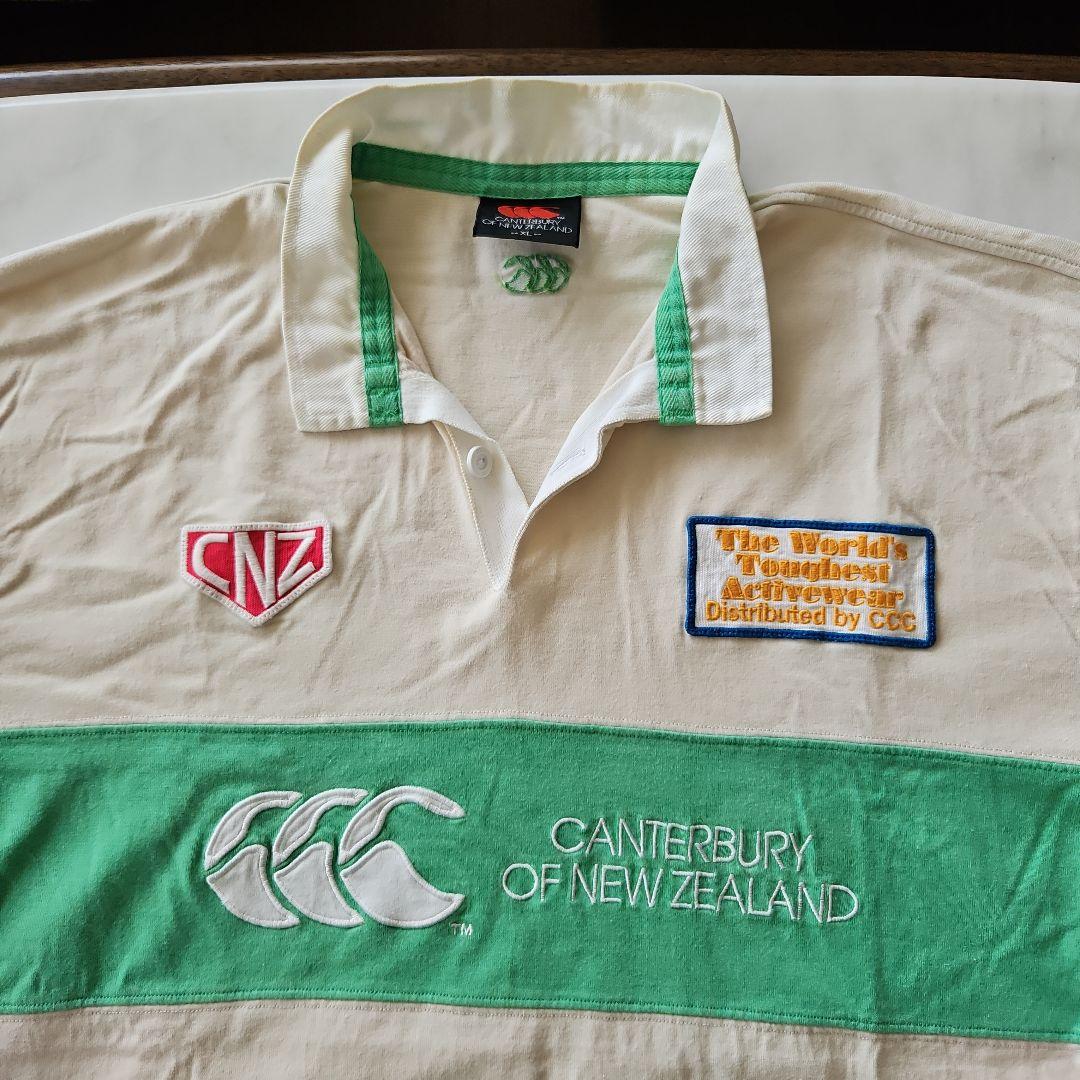 CANTERBURY
OF NEW ZEALAND
-- XL --
CNZ
The World's
Toughest
Activewear
Distributed by CCC
CANTERBURY
OF NEW ZEALAND
TM